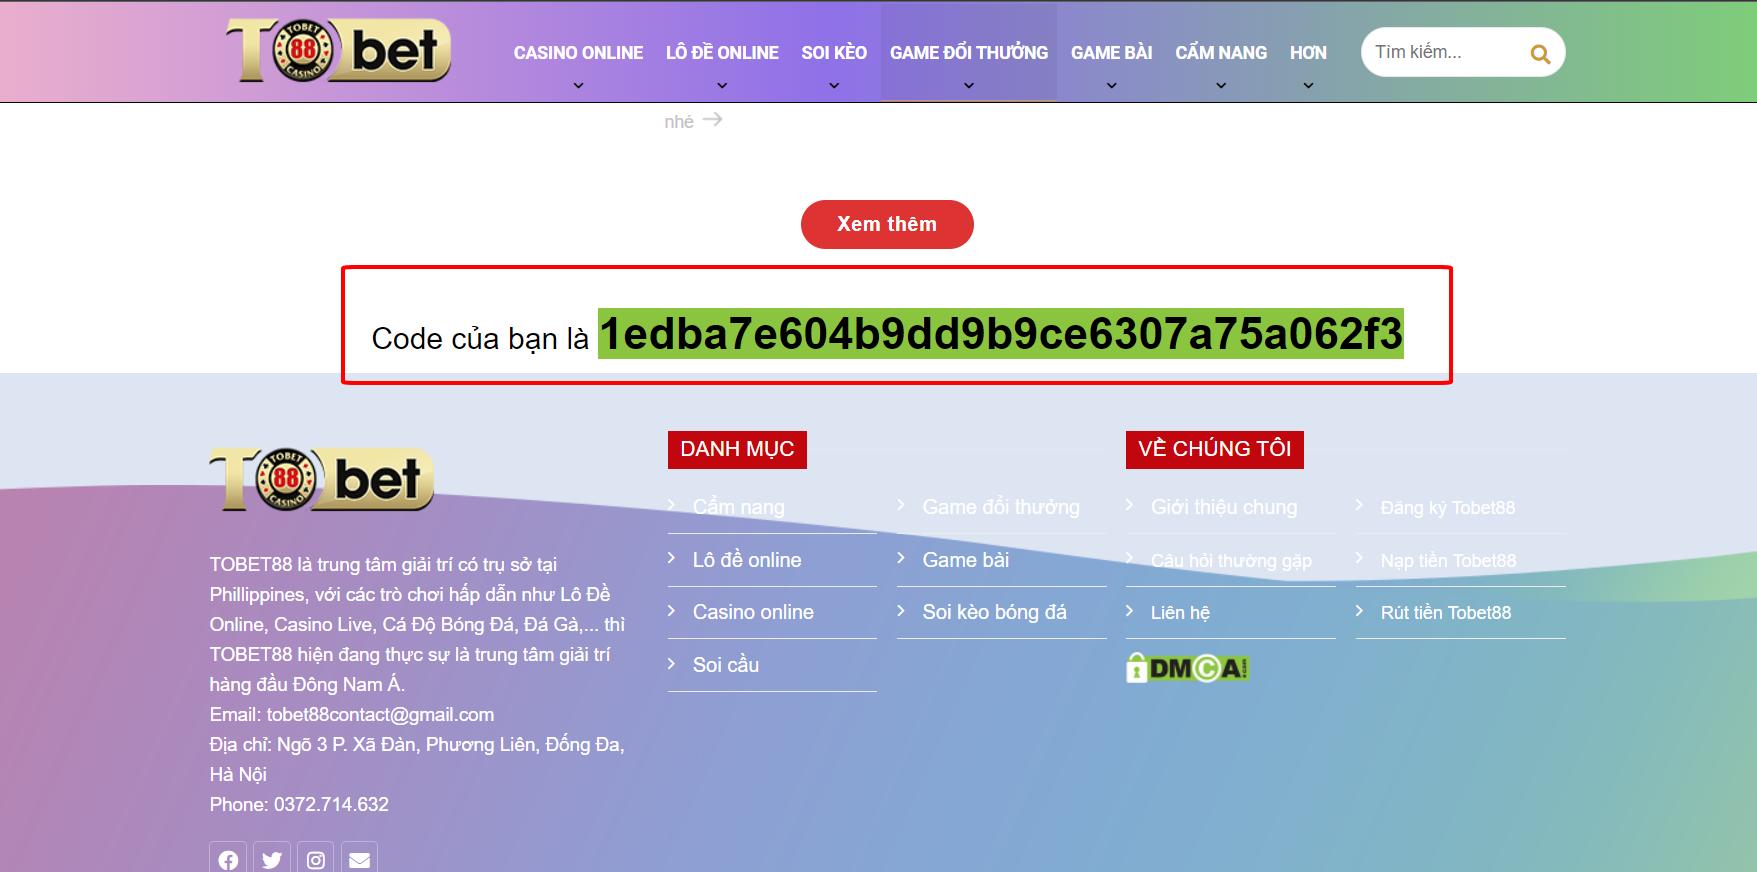 TOBET 88 CASINO
TO bet
CASINO ONLINE LÔ ĐỀ ONLINE SOI KÈO GAME ĐỔI THƯỞNG GAME BÀI CẨM NANG HƠN
Tìm kiếm...
nhé →
Xem thêm
Code của bạn là 1edba7e604b9dd9b9ce6307a75a062f3
TOBET 88 CASINO
TO bet
TOBET88 là trung tâm giải trí có trụ sở tại
Phillippines, với các trò chơi hấp dẫn như Lô Đề
Online, Casino Live, Cá Độ Bóng Đá, Đá Gà,... thì
TOBET88 hiện đang thực sự là trung tâm giải trí
hàng đầu Đông Nam Á.
Email: tobet88contact@gmail.com
Địa chỉ: Ngõ 3 P. Xã Đàn, Phương Liên, Đống Đa,
Hà Nội
Phone: 0372.714.632
DANH MỤC
Cẩm nang
Lô đề online
Casino online
Soi cầu
Game đổi thưởng
Game bài
Soi kèo bóng đá
VỀ CHÚNG TÔI
Giới thiệu chung
Câu hỏi thường gặp
Liên hệ
Đăng ký Tobet88
Nạp tiền Tobet88
Rút tiền Tobet88
DMCA.com